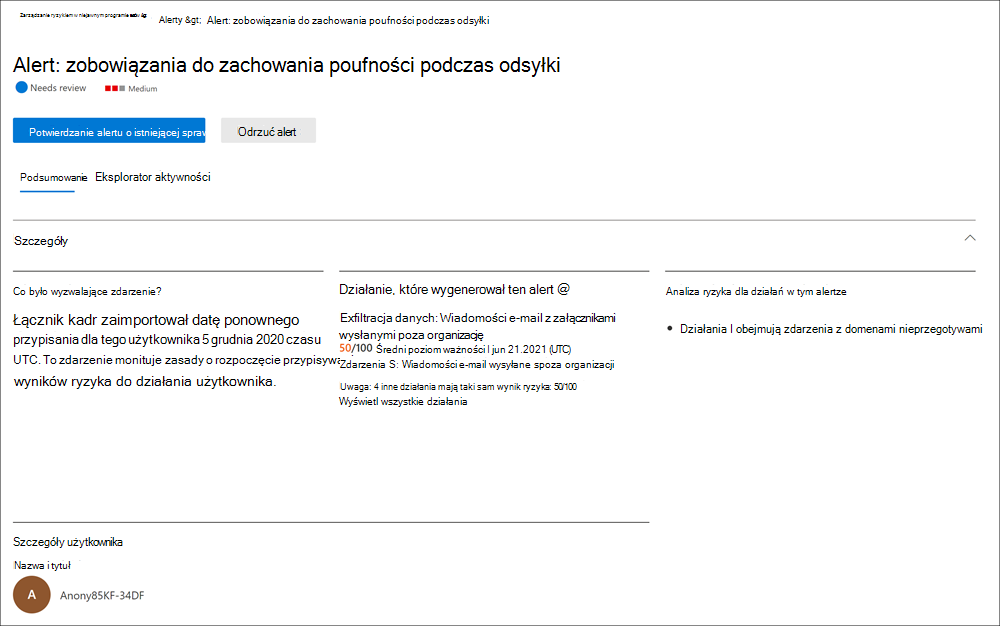 Zarządzanie ryzykiem w niejawnym programie Alerty &gt; Alert: zobowiązania do zachowania poufności podczas odsyłki
Alert: zobowiązania do zachowania poufności podczas odsyłki
Needs review Medium
Potwierdzanie alertu o istniejącej spraw Odrzuć alert
Podsumowanie Eksplorator aktywności
Szczegóły
Co było wyzwalające zdarzenie?
Łącznik kadr zaimportował datę ponownego
przypisania dla tego użytkownika 5 grudnia 2020 czasu
UTC. To zdarzenie monituje zasady o rozpoczęcie przypisywa
wyników ryzyka do działania użytkownika.
Działanie, które wygenerował ten alert @
Exfiltracja danych: Wiadomości e-mail z załącznikami
wysłanymi poza organizację
50/100 Średni poziom ważności I jun 21.2021 (UTC)
Zdarzenia S: Wiadomości e-mail wysyłane spoza organizacji
Uwaga: 4 inne działania mają taki sam wynik ryzyka: 50/100
Wyświetl wszystkie działania
Analiza ryzyka dla działań w tym alertze
• Działania I obejmują zdarzenia z domenami nieprzegotywami
Szczegóły użytkownika
Nazwa i tytuł
A Anony85KF-34DF